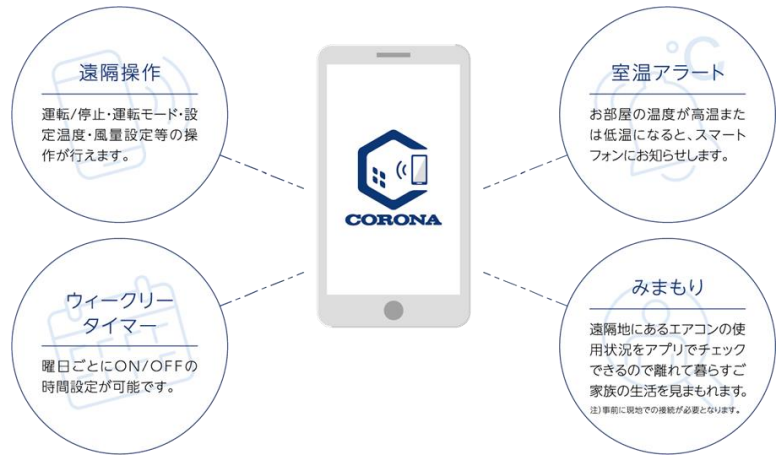 遠隔操作
運転/停止・運転モード・設
定温度・風量設定等の操
作が行えます。
℃
室温アラート
お部屋の温度が高温また
は低温になると、スマート
フォンにお知らせします。
CORONA
ウィークリー
タイマー
曜日ごとにON/OFFの
時間設定が可能です。
みまもり
遠隔地にあるエアコンの使
用状況をアプリでチェック
できるので離れて暮らすご
家族の生活を見まもれます。
注)事前に現地での接続が必要となります。